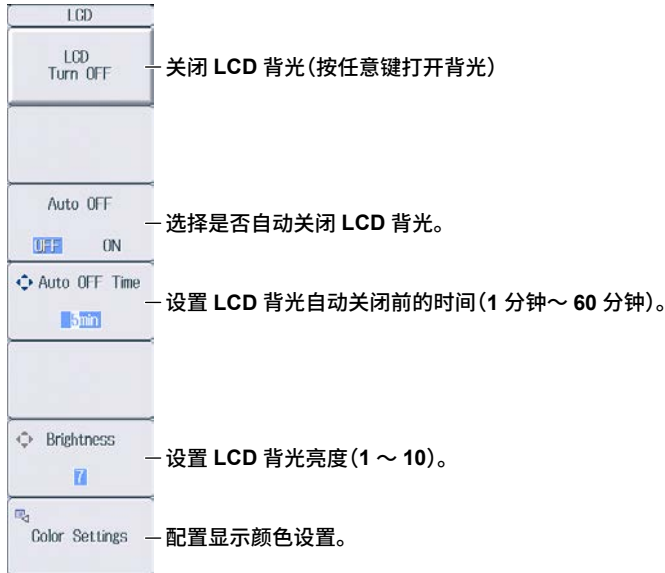 LCD
LCD
Turn OFF
关闭 LCD 背光(按任意键打开背光)
Auto OFF
OFF ON
选择是否自动关闭 LCD 背光。
Auto OFF Time
5min
设置 LCD 背光自动关闭前的时间(1 分钟～ 60 分钟)。
Brightness
7
设置 LCD 背光亮度(1 ～ 10)。
Color Settings
配置显示颜色设置。